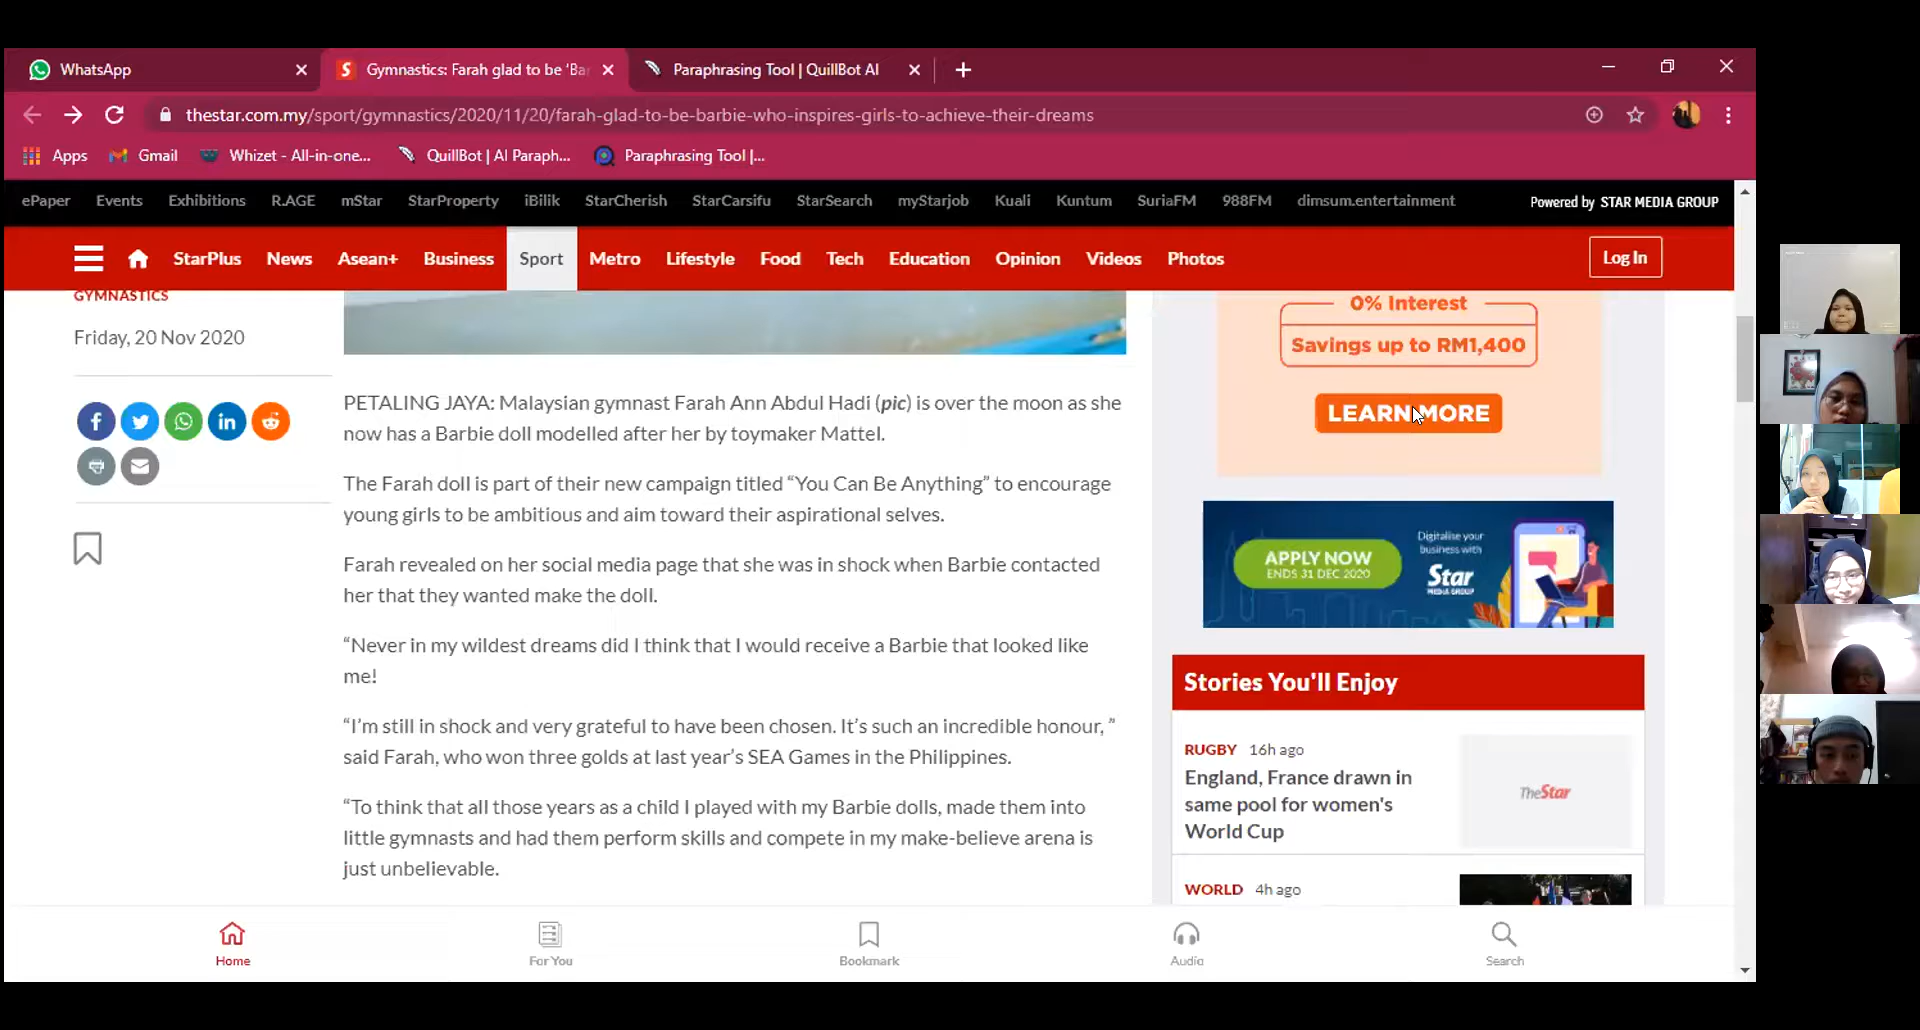 WhatsApp
Gymnastics: Farah glad to be 'Bar
Paraphrasing Tool | QuillBot AI
thestar.com.my/sport/gymnastics/2020/11/20/farah-glad-to-be-barbie-who-inspires-girls-to-achieve-their-dreams
Apps
Gmail
Whizet - All-in-one...
QuillBot | AI Paraph...
Paraphrasing Tool |...
ePaper Events Exhibitions R.AGE mStar StarProperty iBilik StarCherish StarCarsifu StarSearch myStarjob Kuali Kuntum SuriaFM 988FM dimsum.entertainment
Powered by STAR MEDIA GROUP
StarPlus News Asean+ Business Sport Metro Lifestyle Food Tech Education Opinion Videos Photos
Log In
GYMNASTICS
Friday, 20 Nov 2020
PETALING JAYA: Malaysian gymnast Farah Ann Abdul Hadi (pic) is over the moon as she
now has a Barbie doll modelled after her by toymaker Mattel.
The Farah doll is part of their new campaign titled “You Can Be Anything” to encourage
young girls to be ambitious and aim toward their aspirational selves.
Farah revealed on her social media page that she was in shock when Barbie contacted
her that they wanted make the doll.
“Never in my wildest dreams did I think that I would receive a Barbie that looked like
me!
“I’m still in shock and very grateful to have been chosen. It’s such an incredible honour, ”
said Farah, who won three golds at last year’s SEA Games in the Philippines.
“To think that all those years as a child I played with my Barbie dolls, made them into
little gymnasts and had them perform skills and compete in my make-believe arena is
just unbelievable.
0% Interest
Savings up to RM1,400
LEARN MORE
APPLY NOW
ENDS 31 DEC 2020
Digitalise your
business with
Star
MEDIA GROUP
Stories You'll Enjoy
RUGBY 16h ago
England, France drawn in
same pool for women's
World Cup
TheStar
WORLD 4h ago
Home
For You
Bookmark
Audio
Search